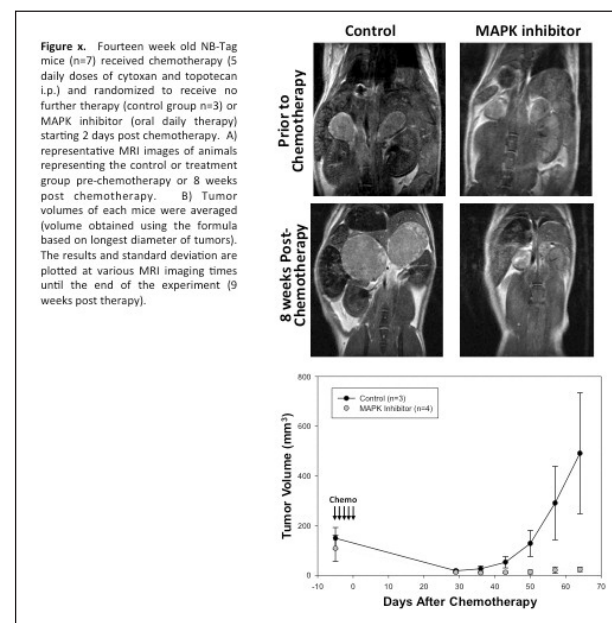 Figure x. Fourteen week old NB-Tag
mice (n=7) received chemotherapy (5
daily doses of cytoxan and topotecan
i.p.) and randomized to receive no
further therapy (control group n=3) or
MAPK inhibitor (oral daily therapy)
starting 2 days post chemotherapy. A)
representative MRI images of animals
representing the control or treatment
group pre-chemotherapy or 8 weeks
post chemotherapy. B) Tumor
volumes of each mice were averaged
(volume obtained using the formula
based on longest diameter of tumors).
The results and standard deviation are
plotted at various MRI imaging times
until the end of the experiment (9
weeks post therapy).
Control
MAPK inhibitor
Prior to
Chemotherapy
8 weeks Post-
Chemotherapy
Tumor Volume (mm³)
800
600
400
200
0
Control (n=3)
MAPK Inhibitor (n=4)
Chemo
-10 0 10 20 30 40 50 60 70
Days After Chemotherapy